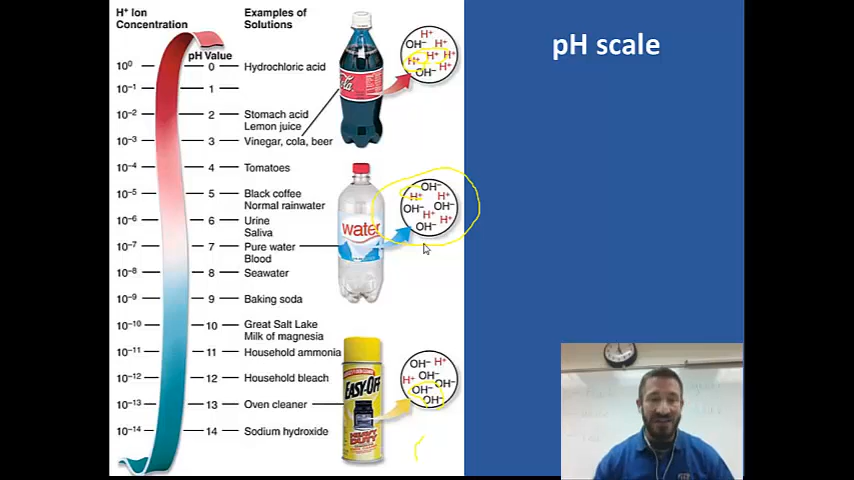 H⁺ Ion
Concentration
Examples of
Solutions
pH scale
pH Value
10⁰ 0 Hydrochloric acid
10⁻¹ 1
10⁻² 2 Stomach acid
Lemon juice
10⁻³ 3 Vinegar, cola, beer
10⁻⁴ 4 Tomatoes
10⁻⁵ 5 Black coffee
Normal rainwater
10⁻⁶ 6 Urine
Saliva
10⁻⁷ 7 Pure water
Blood
10⁻⁸ 8 Seawater
10⁻⁹ 9 Baking soda
10⁻¹⁰ 10 Great Salt Lake
Milk of magnesia
10⁻¹¹ 11 Household ammonia
10⁻¹² 12 Household bleach
10⁻¹³ 13 Oven cleaner
10⁻¹⁴ 14 Sodium hydroxide
H⁺
OH⁻ H⁺
H⁺ H⁺ H⁺
OH⁻ H⁺
water
OH⁻
H⁺ H⁺
OH⁻ OH⁻
H⁺ H⁺
OH⁻
EASY-OFF
HEAVY
DUTY
OH⁻ H⁺
OH⁻
H⁺ OH⁻
OH⁻
OH⁻